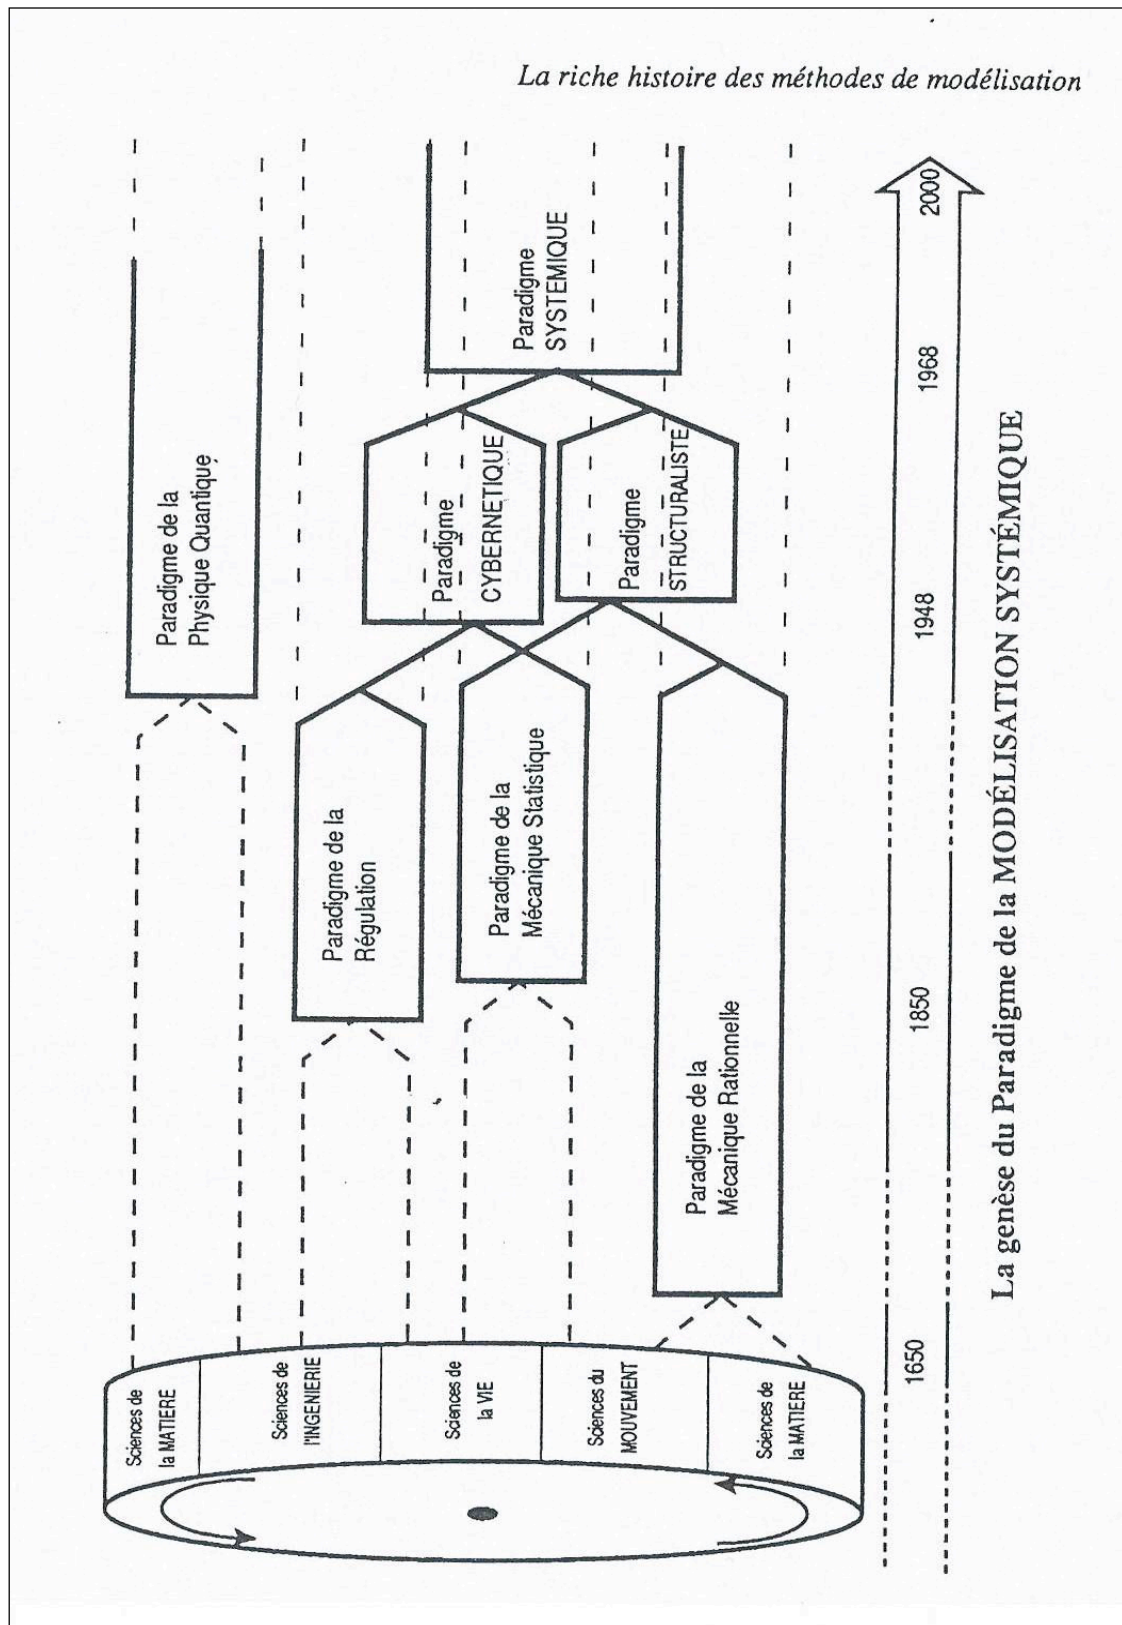 La riche histoire des méthodes de modélisation
Sciences de
la MATIERE
Sciences de
l'INGENIERIE
Sciences de
la VIE
Sciences du
MOUVEMENT
Sciences de
la MATIERE
Paradigme de la
Physique Quantique
Paradigme de la
Régulation
Paradigme de la
Mécanique Statistique
Paradigme de la
Mécanique Rationnelle
Paradigme
CYBERNETIQUE
Paradigme
STRUCTURALISTE
Paradigme
SYSTEMIQUE
1650
1850
1948
1968
2000
La genèse du Paradigme de la MODÉLISATION SYSTÉMIQUE